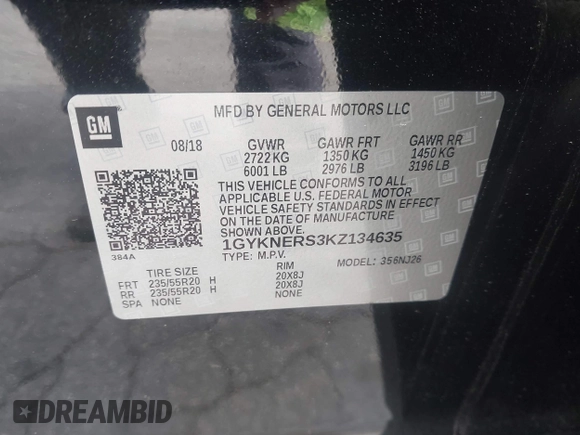 GM
MFD BY GENERAL MOTORS LLC
08/18 GVWR GAWR FRT GAWR RR
2722 KG 1350 KG 1450 KG
6001 LB 2976 LB 3196 LB
THIS VEHICLE CONFORMS TO ALL
APPLICABLE U.S. FEDERAL MOTOR
VEHICLE SAFETY STANDARDS IN EFFECT
ON THE DATE OF MANUFACTURE
SHOWN ABOVE.
384A
1GYKNERS3KZ134635
TYPE: M.P.V. MODEL: 356NJ26
TIRE SIZE RIM
FRT 235/55R20 H 20X8J
RR 235/55R20 H 20X8J
SPA NONE NONE
DREAMBID